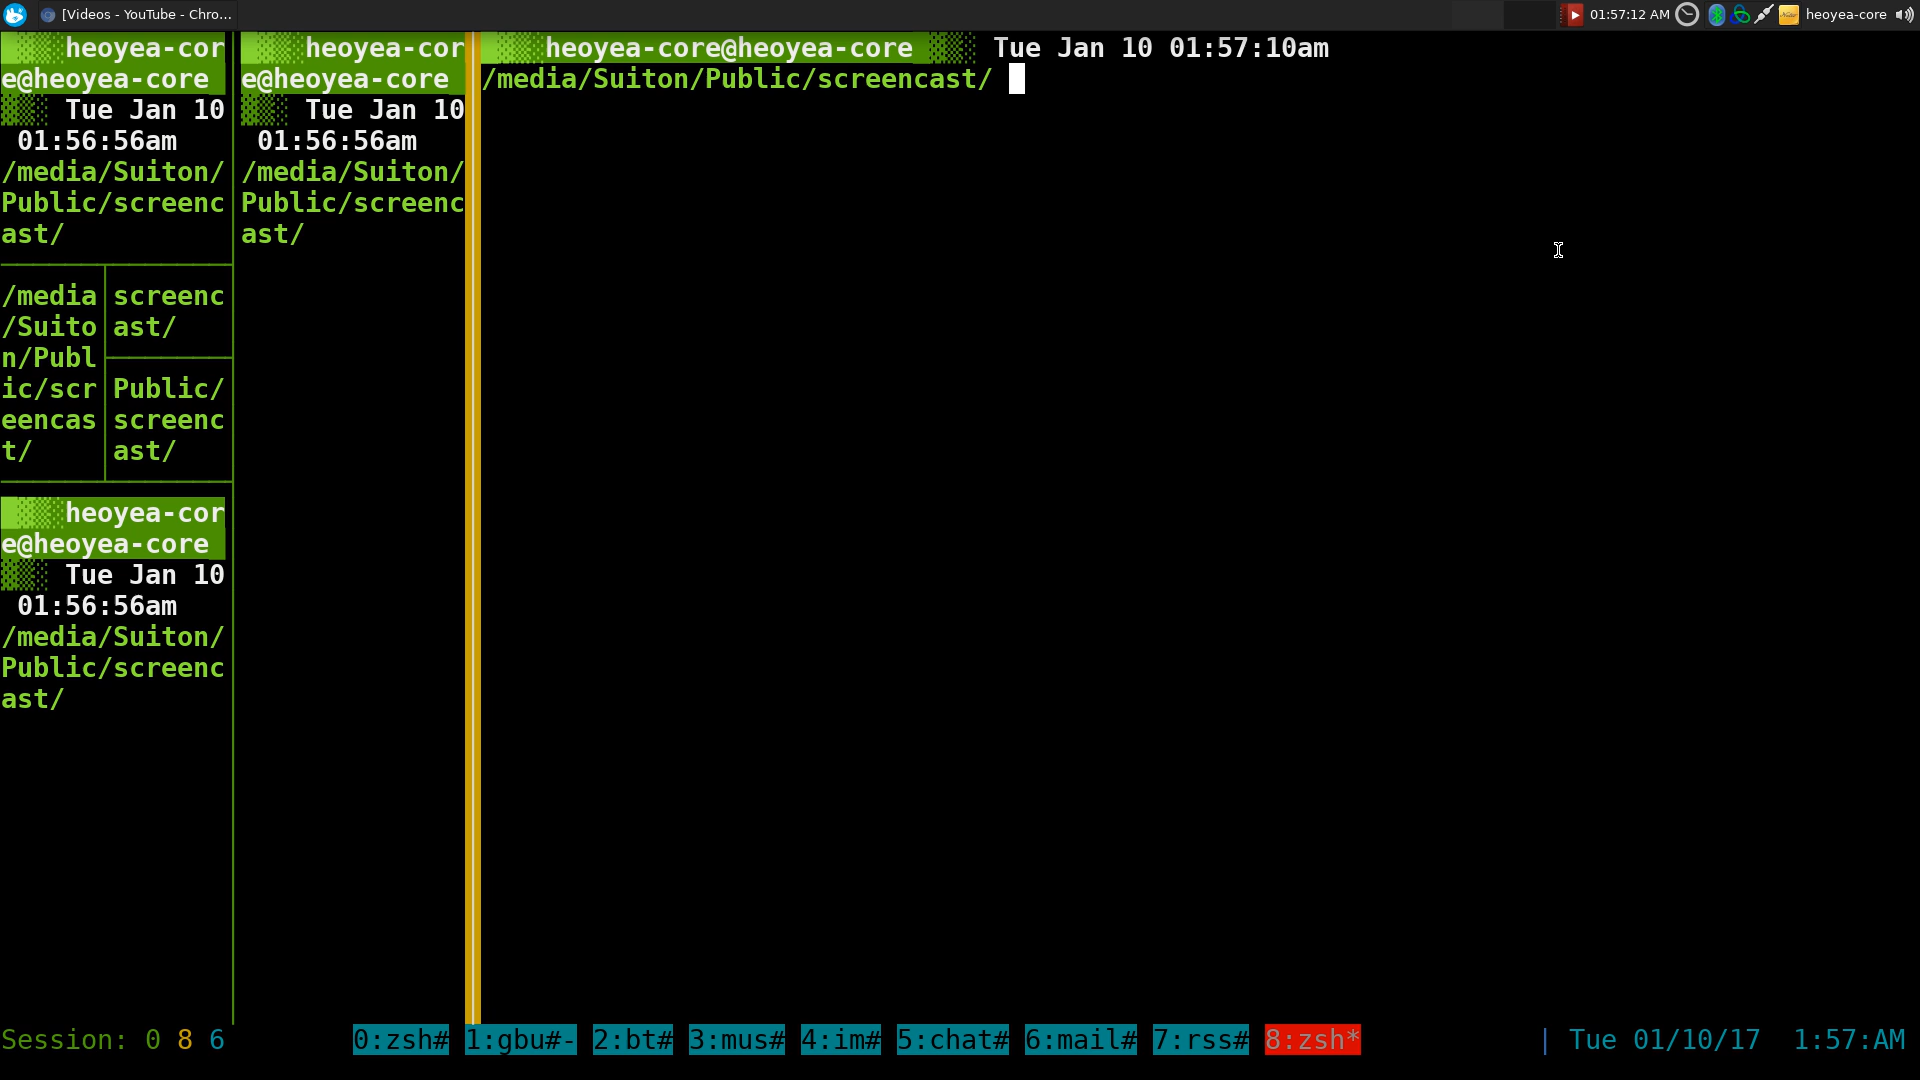 [Videos - YouTube - Chro...
01:57:12 AM
heoyea-core
heoyea-cor
e@heoyea-core
Tue Jan 10
01:56:56am
/media/Suiton/
Public/screenc
ast/
/media
/Suito
n/Publ
ic/scr
eencas
t/
screenc
ast/
Public/
screenc
ast/
heoyea-cor
e@heoyea-core
Tue Jan 10
01:56:56am
/media/Suiton/
Public/screenc
ast/
heoyea-cor
e@heoyea-core
Tue Jan 10
01:56:56am
/media/Suiton/
Public/screenc
ast/
heoyea-core@heoyea-core Tue Jan 10 01:57:10am
/media/Suiton/Public/screencast/
Session: 0 8 6 0:zsh# 1:gbu#- 2:bt# 3:mus# 4:im# 5:chat# 6:mail# 7:rss# 8:zsh* | Tue 01/10/17 1:57:AM